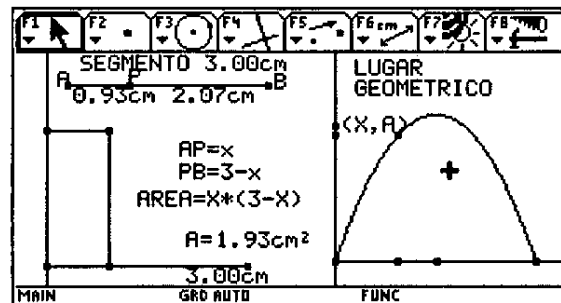 F1 F2 F3 F4 F5 F6 cm F7 F8
SEGMENTO 3.00cm
A P B
0.93cm 2.07cm
AP=x
PB=3-x
AREA=X*(3-X)
A=1.93cm²
3.00cm
LUGAR
GEOMETRICO
(X,A)
MAIN GRD AUTO FUNC